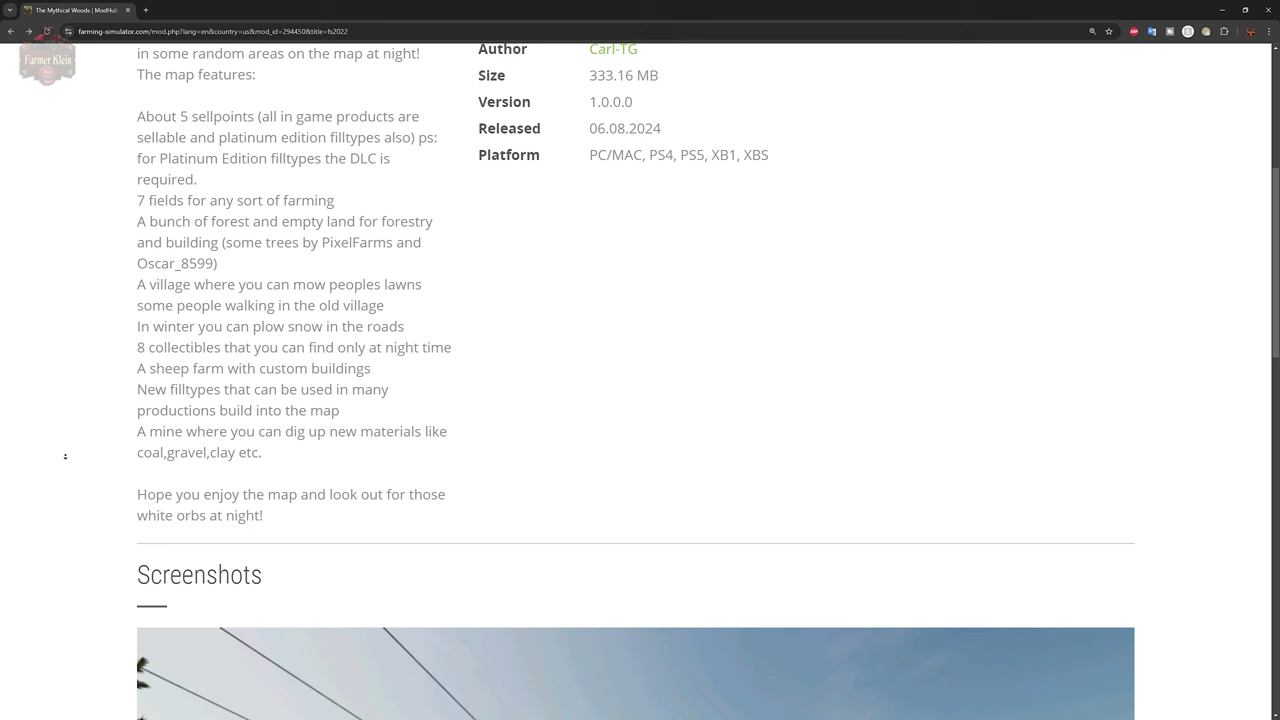 The Mythical Woods | ModHub
farming-simulator.com/mod.php?lang=en&country=us&mod_id=294450&title=fs2022
Farmer Klein
in some random areas on the map at night!
The map features:
About 5 sellpoints (all in game products are
sellable and platinum edition filltypes also) ps:
for Platinum Edition filltypes the DLC is
required.
7 fields for any sort of farming
A bunch of forest and empty land for forestry
and building (some trees by PixelFarms and
Oscar_8599)
A village where you can mow peoples lawns
some people walking in the old village
In winter you can plow snow in the roads
8 collectibles that you can find only at night time
A sheep farm with custom buildings
New filltypes that can be used in many
productions build into the map
A mine where you can dig up new materials like
coal,gravel,clay etc.
Hope you enjoy the map and look out for those
white orbs at night!
Author Carl-TG
Size 333.16 MB
Version 1.0.0.0
Released 06.08.2024
Platform PC/MAC, PS4, PS5, XB1, XBS
Screenshots